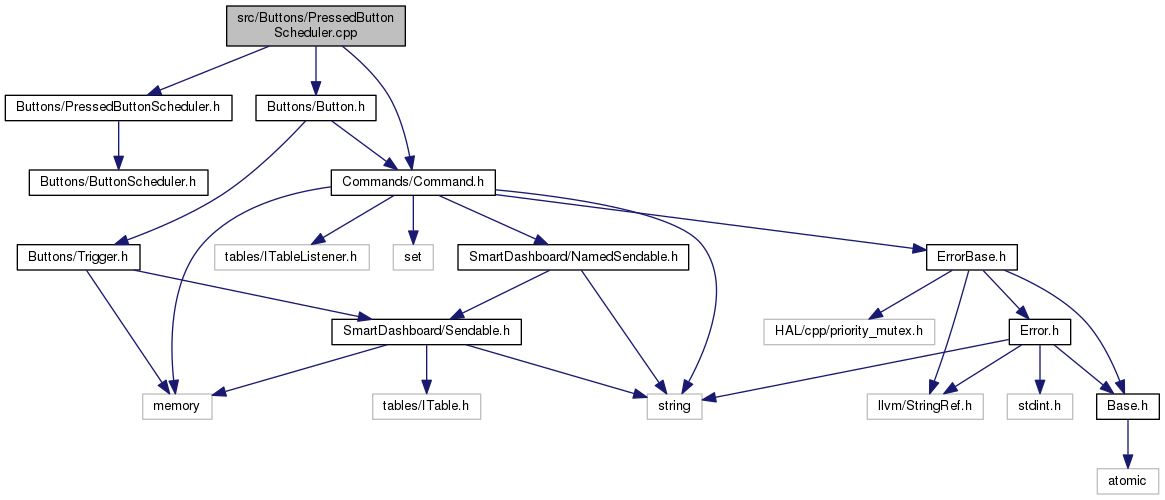 src/Buttons/PressedButton
Scheduler.cpp
Buttons/PressedButtonScheduler.h
Buttons/Button.h
Buttons/ButtonScheduler.h
Commands/Command.h
Buttons/Trigger.h
tables/ITableListener.h
set
SmartDashboard/NamedSendable.h
ErrorBase.h
SmartDashboard/Sendable.h
HAL/cpp/priority_mutex.h
Error.h
memory
tables/ITable.h
string
llvm/StringRef.h
stdint.h
Base.h
atomic